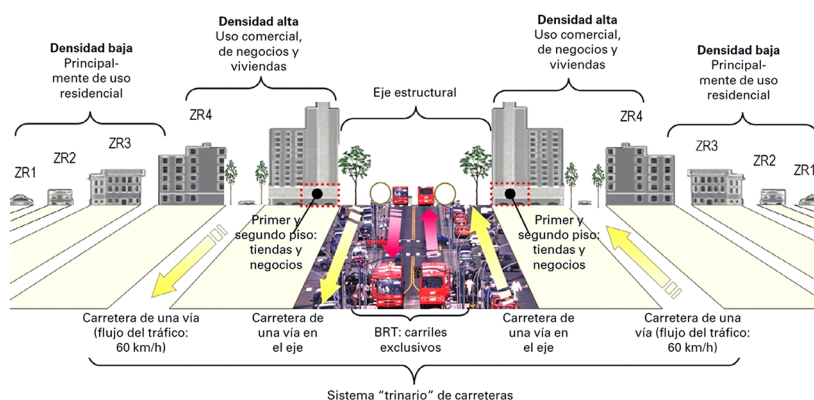 Densidad alta
Uso comercial,
de negocios y
viviendas
Densidad alta
Uso comercial,
de negocios y
viviendas
Densidad baja
Principal-
mente de uso
residencial
Densidad baja
Principal-
mente de uso
residencial
Eje estructural
ZR1
ZR2
ZR3
ZR4
ZR4
ZR3
ZR2
ZR1
Primer y
segundo piso:
tiendas y
negocios
Primer y
segundo piso:
tiendas y
negocios
Carretera de una vía
(flujo del tráfico:
60 km/h)
Carretera de
una vía en
el eje
BRT: carriles
exclusivos
Carretera de
una vía en
el eje
Carretera de una
vía (flujo del tráfico:
60 km/h)
Sistema “trinario” de carreteras